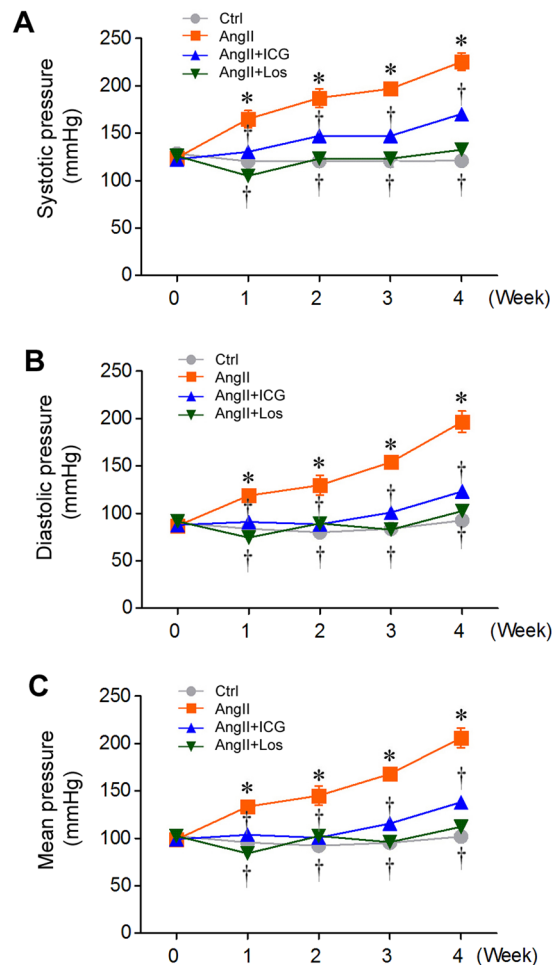 A
Ctrl
AngII
AngII+ICG
AngII+Los
Systotic pressure
(mmHg)
250
200
150
100
50
0
* * * *
† † † †
† † † †
0 1 2 3 4 (Week)
B
Ctrl
AngII
AngII+ICG
AngII+Los
Diastolic pressure
(mmHg)
250
200
150
100
50
0
* * * *
† † † †
† † † †
0 1 2 3 4 (Week)
C
Ctrl
AngII
AngII+ICG
AngII+Los
Mean pressure
(mmHg)
250
200
150
100
50
0
* * * *
† † † †
† † † †
0 1 2 3 4 (Week)